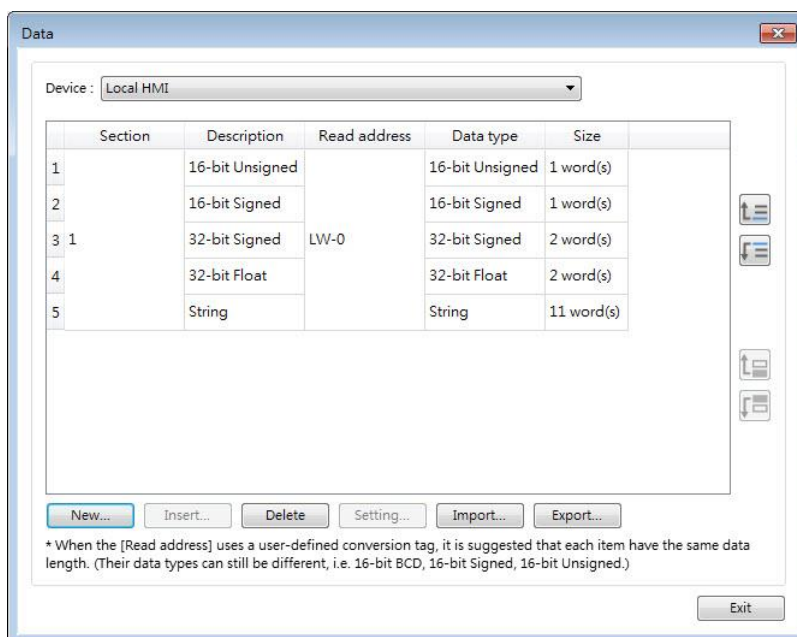 Data
Device : Local HMI
Section Description Read address Data type Size
1 16-bit Unsigned 16-bit Unsigned 1 word(s)
2 16-bit Signed 16-bit Signed 1 word(s)
3 1 32-bit Signed LW-0 32-bit Signed 2 word(s)
4 32-bit Float 32-bit Float 2 word(s)
5 String String 11 word(s)
New... Insert... Delete Setting... Import... Export...
* When the [Read address] uses a user-defined conversion tag, it is suggested that each item have the same data
length. (Their data types can still be different, i.e. 16-bit BCD, 16-bit Signed, 16-bit Unsigned.)
Exit